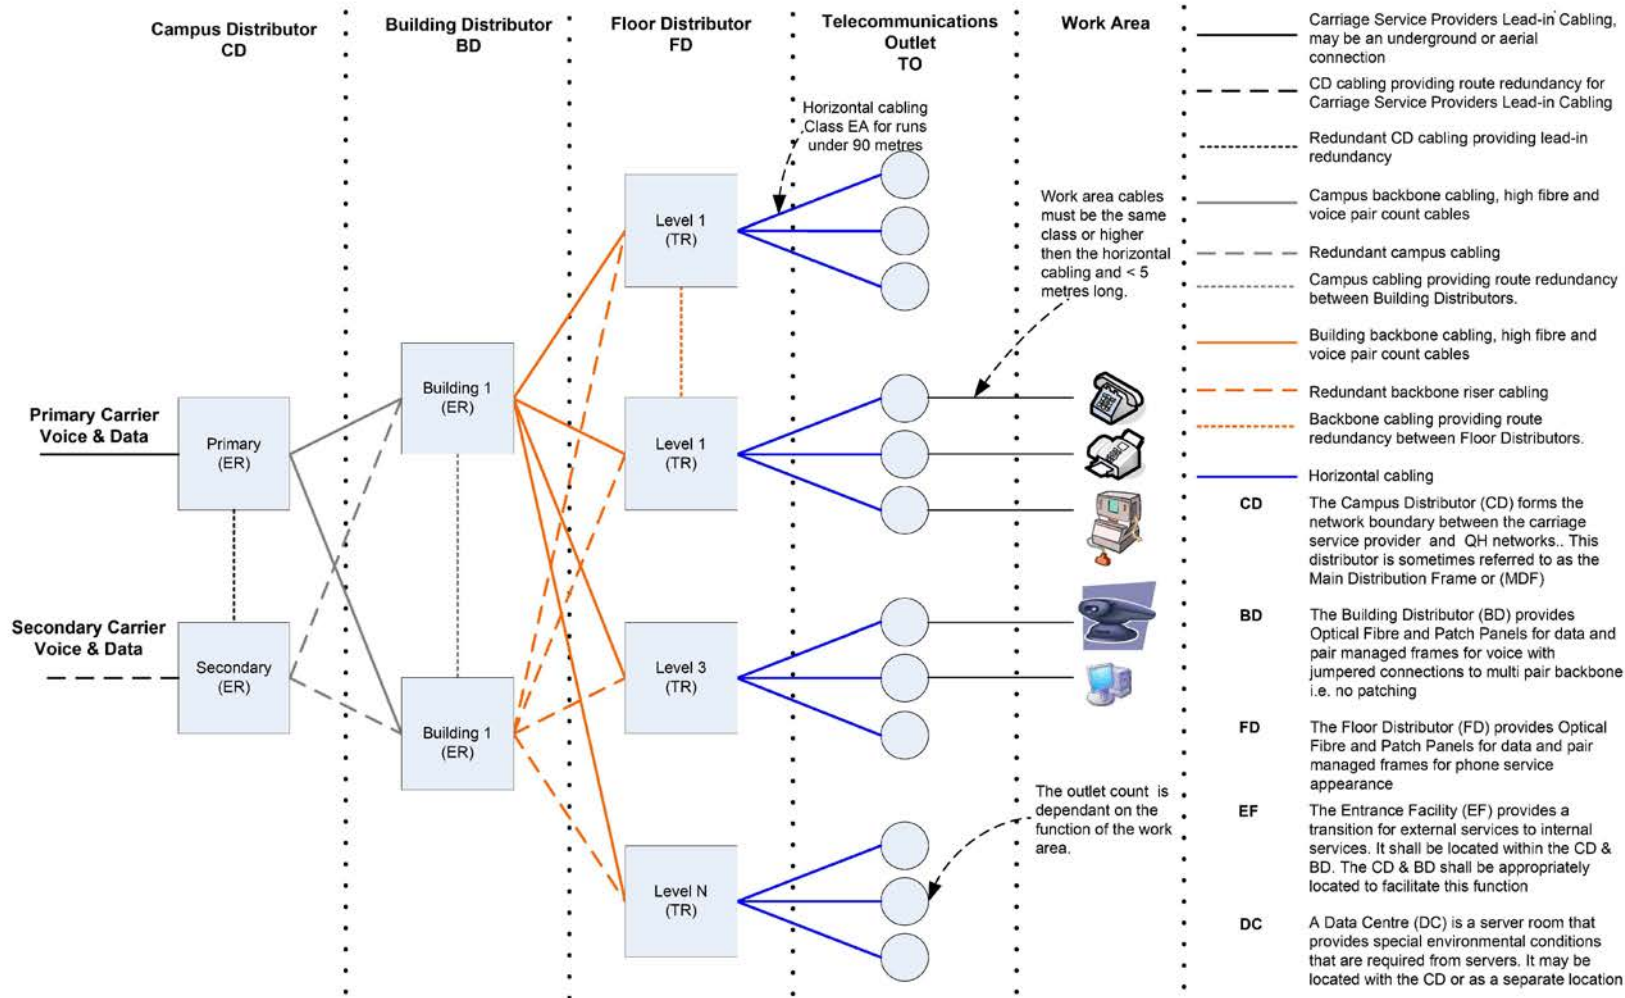 Campus Distributor
CD
Building Distributor
BD
Floor Distributor
FD
Telecommunications
Outlet
TO
Work Area
Horizontal cabling
Class EA for runs
under 90 metres
Work area cables
must be the same
class or higher
then the horizontal
cabling and < 5
metres long.
Primary Carrier
Voice & Data
Secondary Carrier
Voice & Data
Primary
(ER)
Secondary
(ER)
Building 1
(ER)
Building 1
(ER)
Level 1
(TR)
Level 1
(TR)
Level 3
(TR)
Level N
(TR)
The outlet count is
dependant on the
function of the work
area.
Carriage Service Providers Lead-in Cabling,
may be an underground or aerial
connection
CD cabling providing route redundancy for
Carriage Service Providers Lead-in Cabling
Redundant CD cabling providing lead-in
redundancy
Campus backbone cabling, high fibre and
voice pair count cables
Redundant campus cabling
Campus cabling providing route redundancy
between Building Distributors.
Building backbone cabling, high fibre and
voice pair count cables
Redundant backbone riser cabling
Backbone cabling providing route
redundancy between Floor Distributors.
Horizontal cabling
CD The Campus Distributor (CD) forms the
network boundary between the carriage
service provider and QH networks.. This
distributor is sometimes referred to as the
Main Distribution Frame or (MDF)
BD The Building Distributor (BD) provides
Optical Fibre and Patch Panels for data and
pair managed frames for voice with
jumpered connections to multi pair backbone
i.e. no patching
FD The Floor Distributor (FD) provides Optical
Fibre and Patch Panels for data and pair
managed frames for phone service
appearance
EF The Entrance Facility (EF) provides a
transition for external services to internal
services. It shall be located within the CD &
BD. The CD & BD shall be appropriately
located to facilitate this function
DC A Data Centre (DC) is a server room that
provides special environmental conditions
that are required from servers. It may be
located with the CD or as a separate location